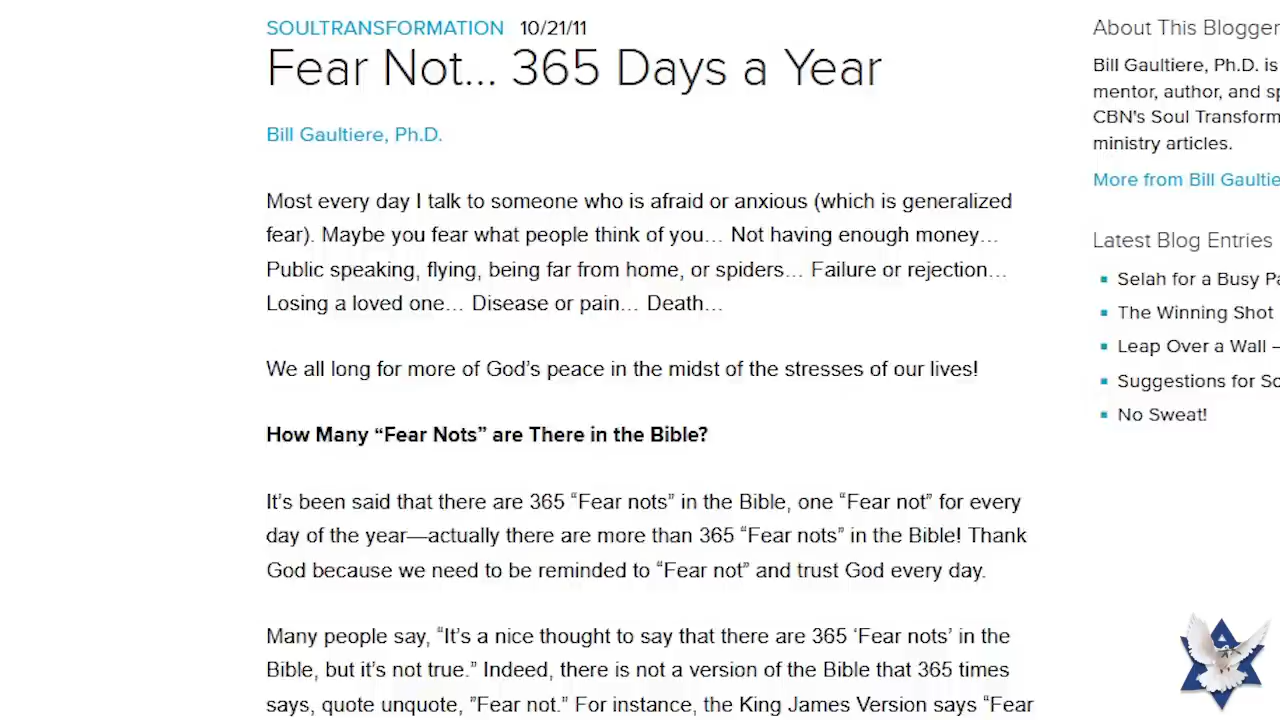 SOULTRANSFORMATION 10/21/11
Fear Not... 365 Days a Year
Bill Gaultiere, Ph.D.
Most every day I talk to someone who is afraid or anxious (which is generalized
fear). Maybe you fear what people think of you… Not having enough money…
Public speaking, flying, being far from home, or spiders… Failure or rejection…
Losing a loved one… Disease or pain… Death…
We all long for more of God’s peace in the midst of the stresses of our lives!
How Many “Fear Nots” are There in the Bible?
It’s been said that there are 365 “Fear nots” in the Bible, one “Fear not” for every
day of the year—actually there are more than 365 “Fear nots” in the Bible! Thank
God because we need to be reminded to “Fear not” and trust God every day.
Many people say, “It’s a nice thought to say that there are 365 ‘Fear nots’ in the
Bible, but it’s not true.” Indeed, there is not a version of the Bible that 365 times
says, quote unquote, ”Fear not.” For instance, the King James Version says “Fear
About This Blogger
Bill Gaultiere, Ph.D. is
mentor, author, and sp
CBN's Soul Transform
ministry articles.
More from Bill Gaultie
Latest Blog Entries
Selah for a Busy Pa
The Winning Shot
Leap Over a Wall –
Suggestions for So
No Sweat!